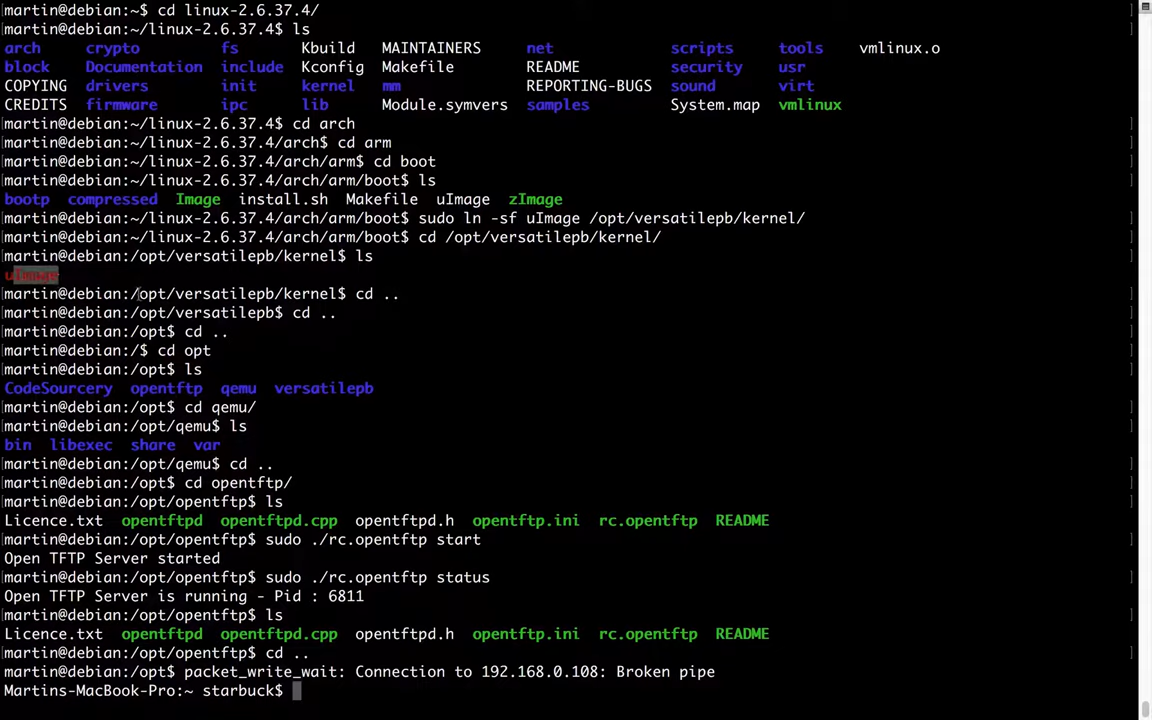 martin@debian:~$ cd linux-2.6.37.4/
martin@debian:~/linux-2.6.37.4$ ls
arch crypto fs Kbuild MAINTAINERS net scripts tools vmlinux.o
block Documentation include Kconfig Makefile README security usr
COPYING drivers init kernel mm REPORTING-BUGS sound virt
CREDITS firmware ipc lib Module.symvers samples System.map vmlinux
martin@debian:~/linux-2.6.37.4$ cd arch
martin@debian:~/linux-2.6.37.4/arch$ cd arm
martin@debian:~/linux-2.6.37.4/arch/arm$ cd boot
martin@debian:~/linux-2.6.37.4/arch/arm/boot$ ls
bootp compressed Image install.sh Makefile uImage zImage
martin@debian:~/linux-2.6.37.4/arch/arm/boot$ sudo ln -sf uImage /opt/versatilepb/kernel/
martin@debian:~/linux-2.6.37.4/arch/arm/boot$ cd /opt/versatilepb/kernel/
martin@debian:/opt/versatilepb/kernel$ ls
uImage
martin@debian:/opt/versatilepb/kernel$ cd ..
martin@debian:/opt/versatilepb$ cd ..
martin@debian:/opt$ cd ..
martin@debian:/$ cd opt
martin@debian:/opt$ ls
CodeSourcery opentftp qemu versatilepb
martin@debian:/opt$ cd qemu/
martin@debian:/opt/qemu$ ls
bin libexec share var
martin@debian:/opt/qemu$ cd ..
martin@debian:/opt$ cd opentftp/
martin@debian:/opt/opentftp$ ls
Licence.txt opentftpd opentftpd.cpp opentftpd.h opentftp.ini rc.opentftp README
martin@debian:/opt/opentftp$ sudo ./rc.opentftp start
Open TFTP Server started
martin@debian:/opt/opentftp$ sudo ./rc.opentftp status
Open TFTP Server is running - Pid : 6811
martin@debian:/opt/opentftp$ ls
Licence.txt opentftpd opentftpd.cpp opentftpd.h opentftp.ini rc.opentftp README
martin@debian:/opt/opentftp$ cd ..
martin@debian:/opt$ packet_write_wait: Connection to 192.168.0.108: Broken pipe
Martins-MacBook-Pro:~ starbuck$